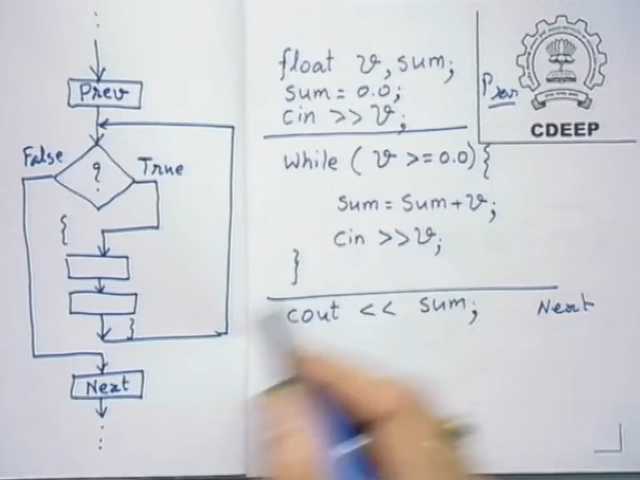 Prev
False
?
True
{
}
Next
float v, sum;
sum = 0.0;
cin >> v;
Prev
CDEEP
while ( v >= 0.0) {
sum = sum + v;
cin >> v;
}
cout << sum;
Next